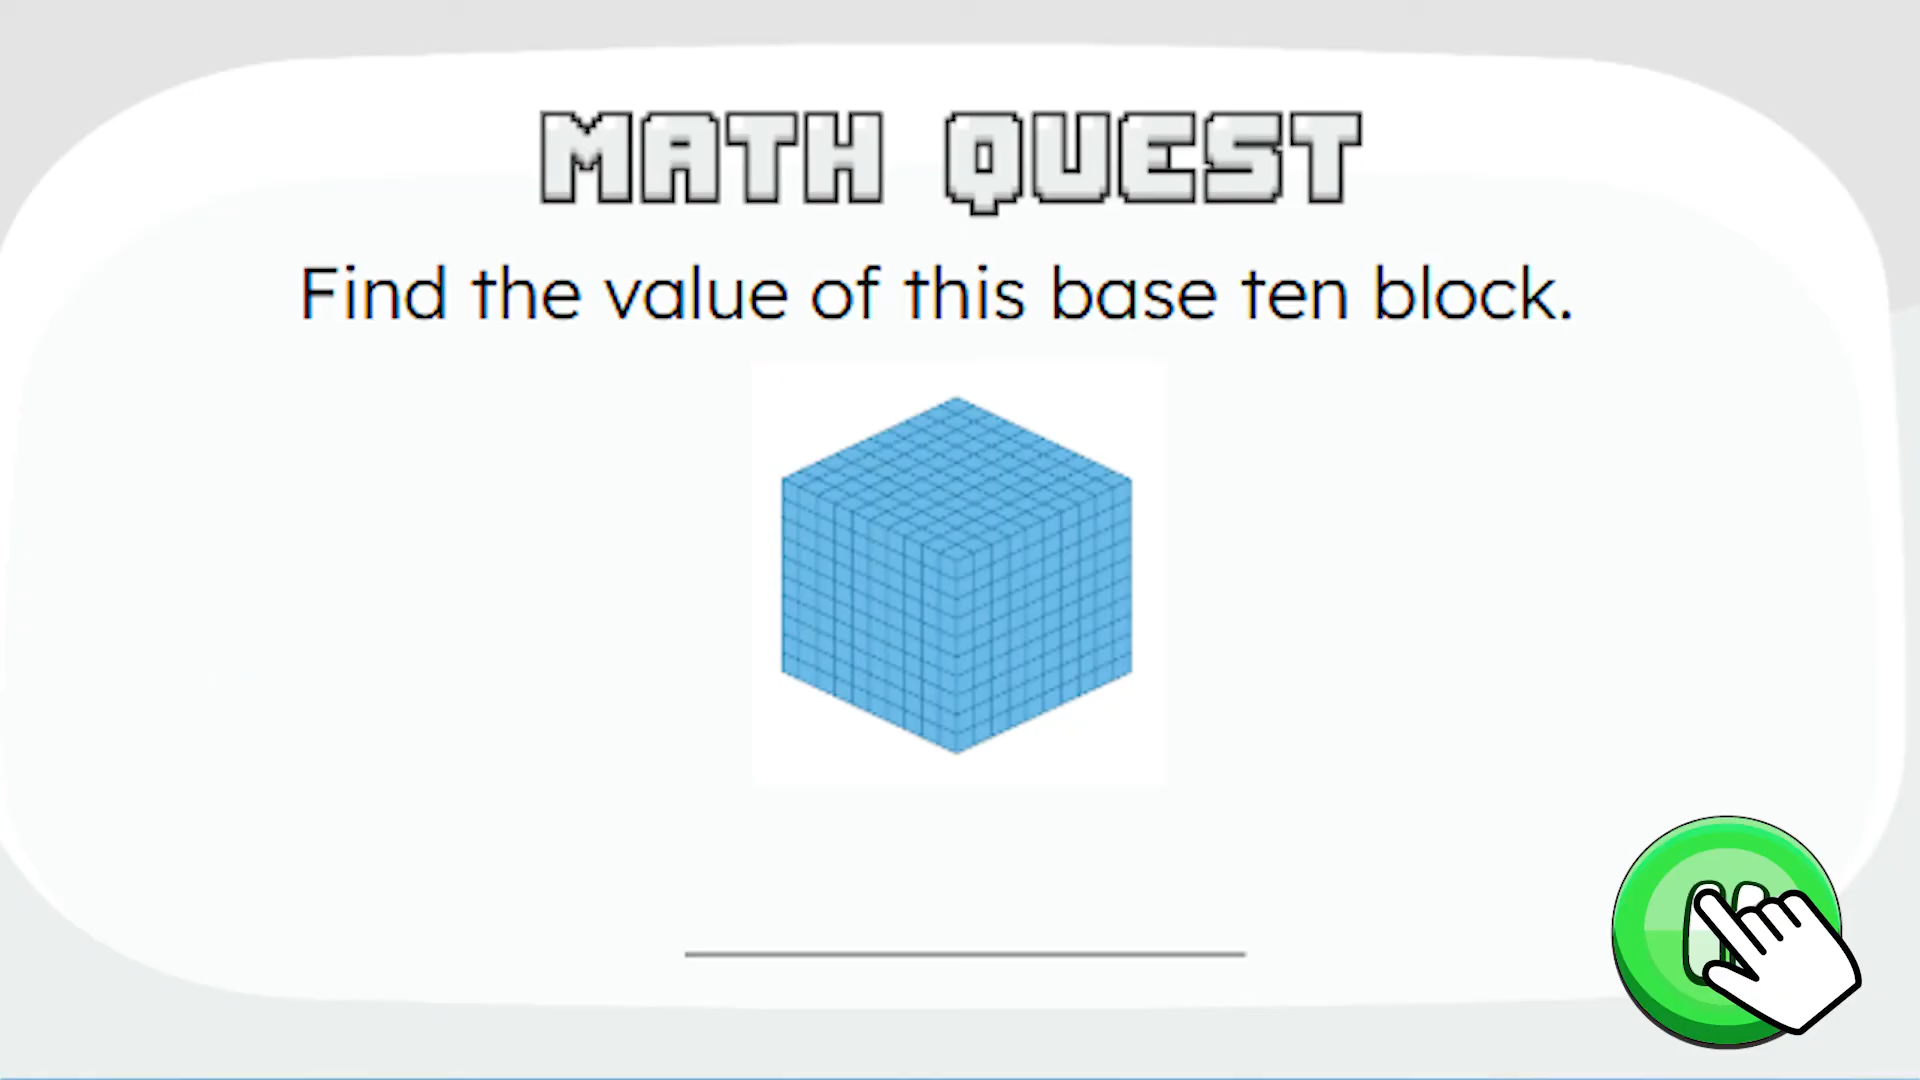 MATH QUEST
Find the value of this base ten block.